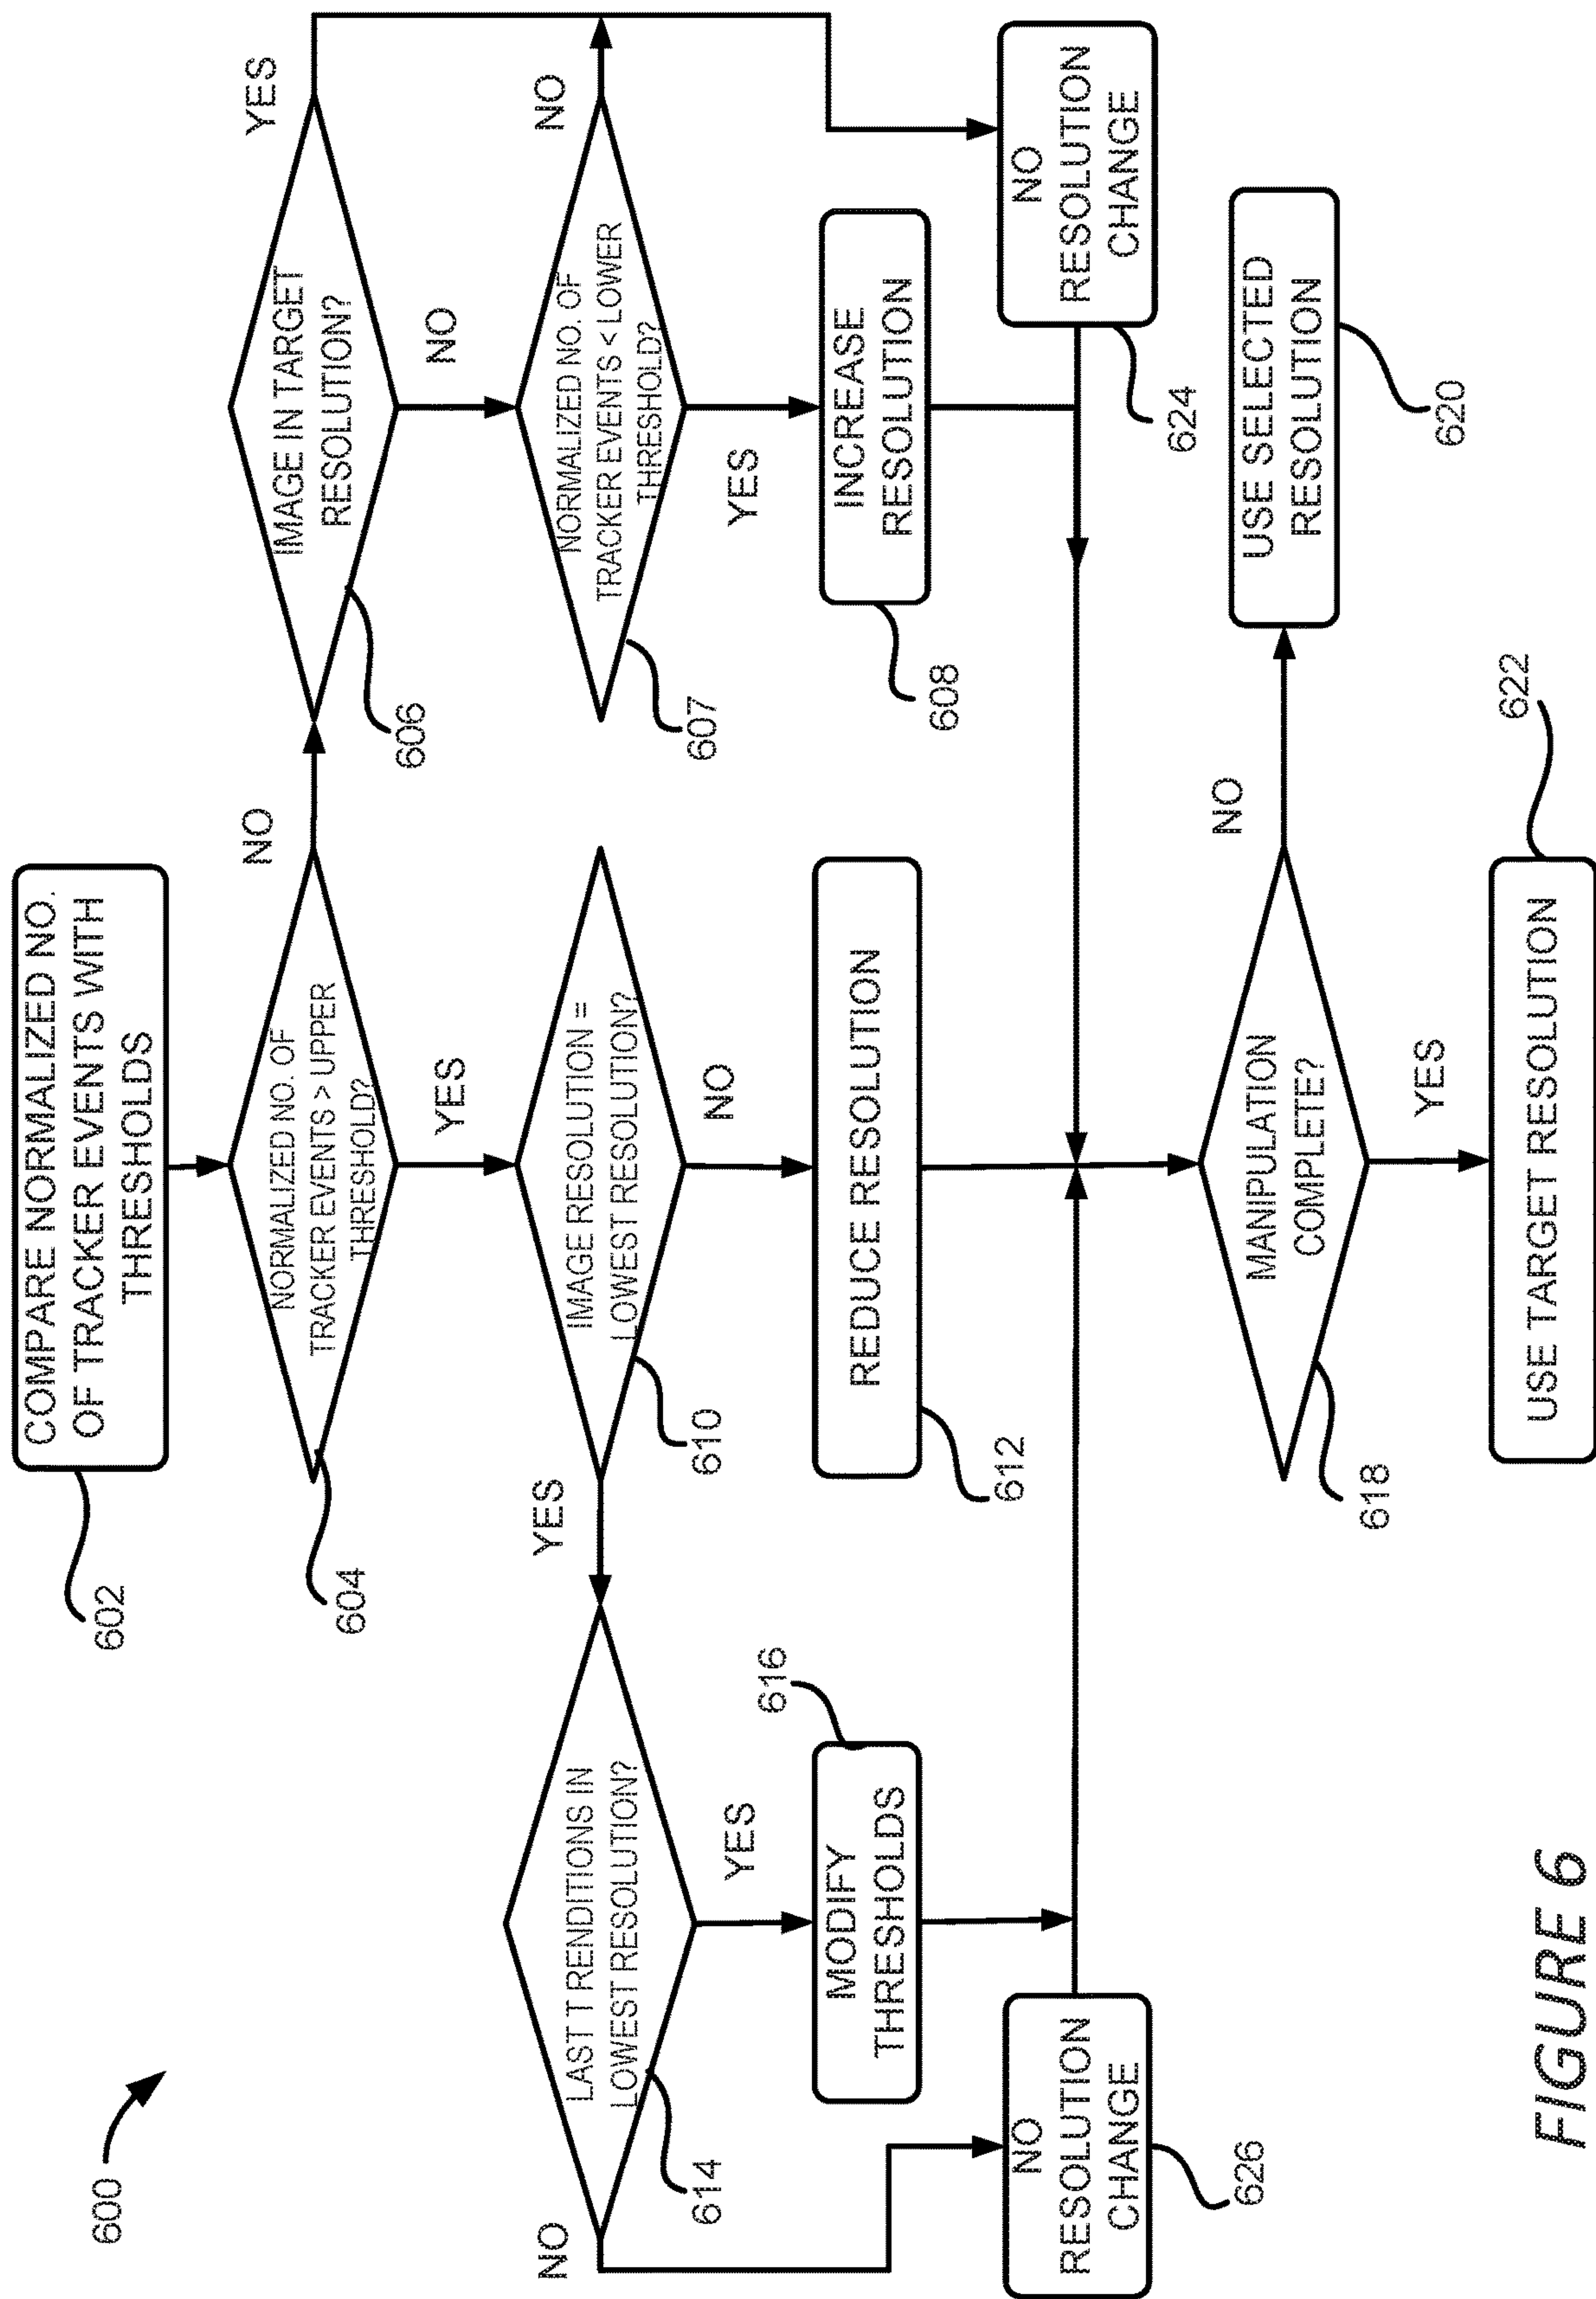 600
COMPARE NORMALIZED NO.
OF TRACKER EVENTS WITH
THRESHOLDS
602
NORMALIZED NO. OF
TRACKER EVENTS > UPPER
THRESHOLD?
604
NO
YES
IMAGE IN TARGET
RESOLUTION?
606
YES
NO
NORMALIZED NO. OF
TRACKER EVENTS < LOWER
THRESHOLD?
607
NO
YES
INCREASE
RESOLUTION
608
NO
RESOLUTION
CHANGE
624
IMAGE RESOLUTION =
LOWEST RESOLUTION?
610
YES
NO
REDUCE RESOLUTION
612
LAST T RENDITIONS IN
LOWEST RESOLUTION?
614
NO
YES
MODIFY
THRESHOLDS
616
NO
RESOLUTION
CHANGE
626
MANIPULATION
COMPLETE?
618
NO
YES
USE SELECTED
RESOLUTION
620
USE TARGET RESOLUTION
622
FIGURE 6